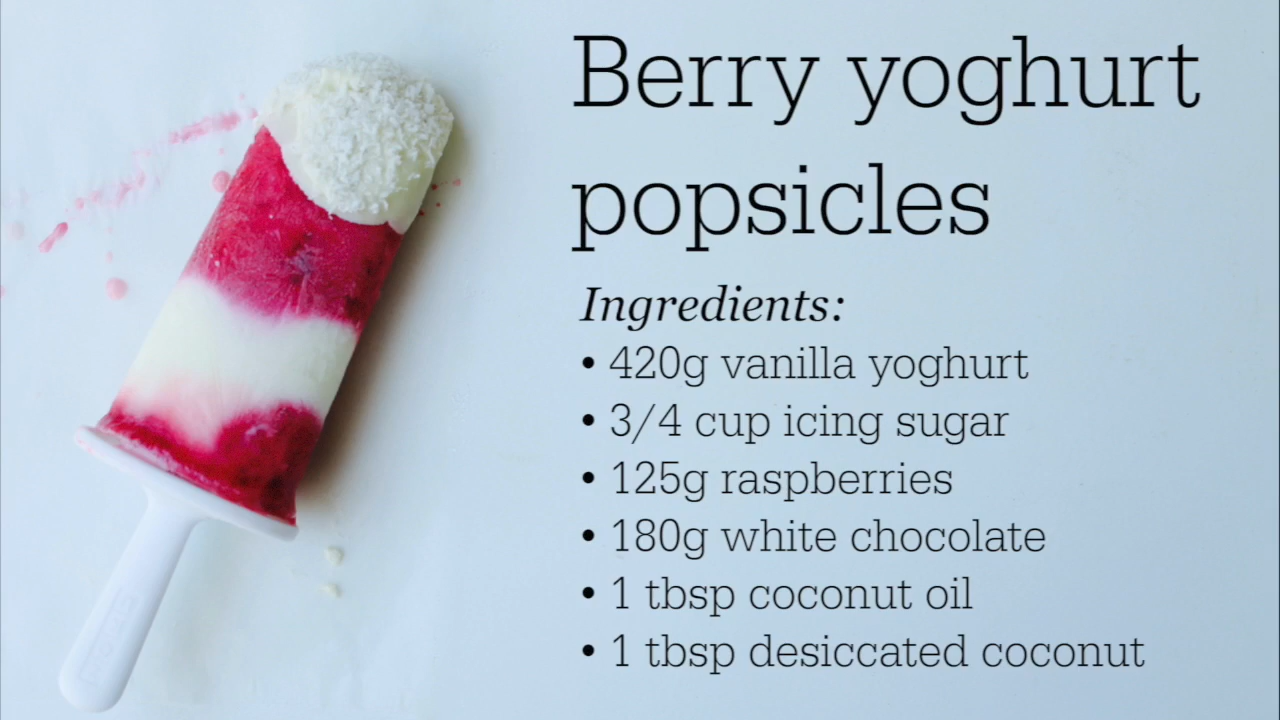 Berry yoghurt
popsicles
Ingredients:
• 420g vanilla yoghurt
• 3/4 cup icing sugar
• 125g raspberries
• 180g white chocolate
• 1 tbsp coconut oil
• 1 tbsp desiccated coconut